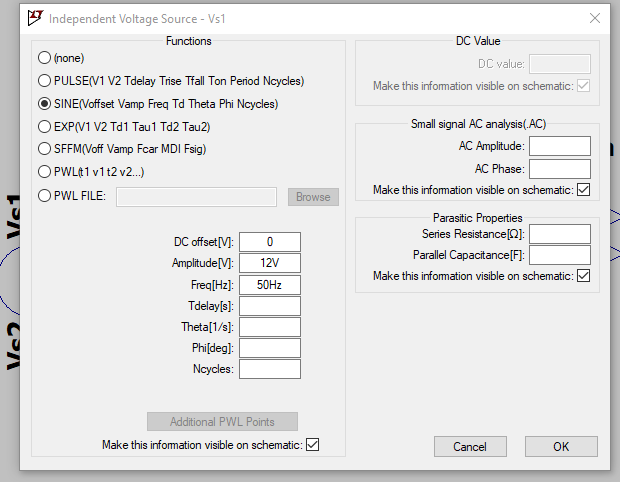 Independent Voltage Source - Vs1
Functions
(none)
PULSE(V1 V2 Tdelay Trise Tfall Ton Period Ncycles)
SINE(Voffset Vamp Freq Td Theta Phi Ncycles)
EXP(V1 V2 Td1 Tau1 Td2 Tau2)
SFFM(Voff Vamp Fcar MDI Fsig)
PWL(t1 v1 t2 v2...)
PWL FILE:
Browse
DC offset[V]: 0
Amplitude[V]: 12V
Freq[Hz]: 50Hz
Tdelay[s]:
Theta[1/s]:
Phi[deg]:
Ncycles:
Additional PWL Points
Make this information visible on schematic:
DC Value
DC value:
Make this information visible on schematic:
Small signal AC analysis(.AC)
AC Amplitude:
AC Phase:
Make this information visible on schematic:
Parasitic Properties
Series Resistance[Ω]:
Parallel Capacitance[F]:
Make this information visible on schematic:
Cancel
OK
Vs1
Vs2